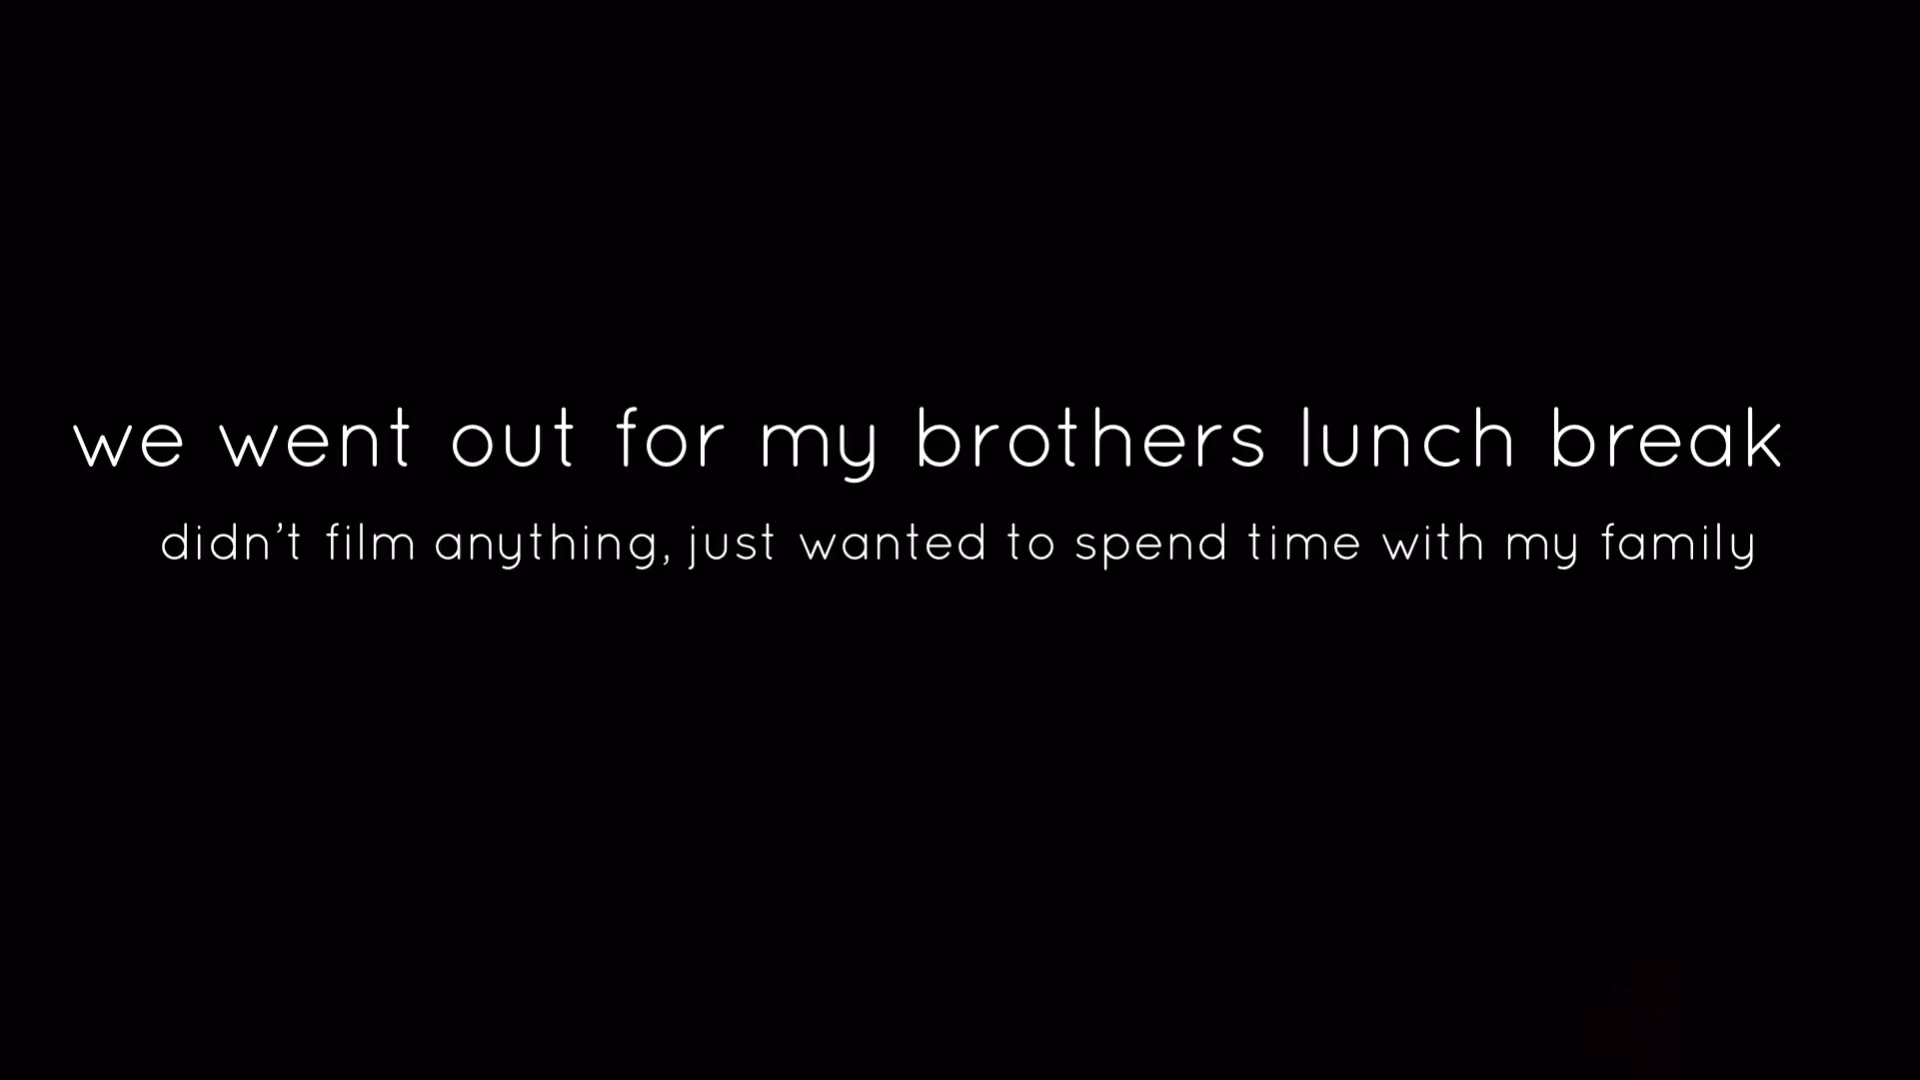 we went out for my brothers lunch break
didn't film anything, just wanted to spend time with my family